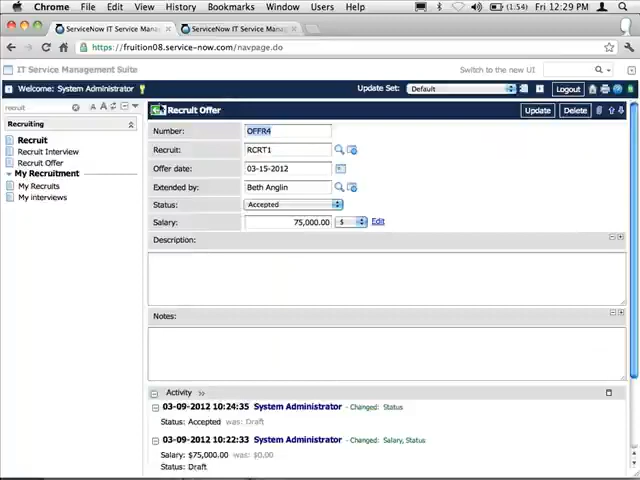 Chrome File Edit View History Bookmarks Window Users Help (1:54) Fri 12:29 PM
ServiceNow IT Service Mana ServiceNow IT Service Mana
https://fruition08.service-now.com/navpage.do
IT Service Management Suite Switch to the new UI
Welcome: System Administrator Update Set: Default Logout
recruit A A
Recruiting
Recruit
Recruit Interview
Recruit Offer
My Recruitment
My Recruits
My interviews
Recruit Offer Update Delete
Number: OFFR4
Recruit: RCRT1
Offer date: 03-15-2012
Extended by: Beth Anglin
Status: Accepted
Salary: 75,000.00 $ Edit
Description:
Notes:
Activity
03-09-2012 10:24:35 System Administrator - Changed: Status
Status: Accepted was: Draft
03-09-2012 10:22:33 System Administrator - Changed: Salary, Status
Salary: $75,000.00 was: $0.00
Status: Draft